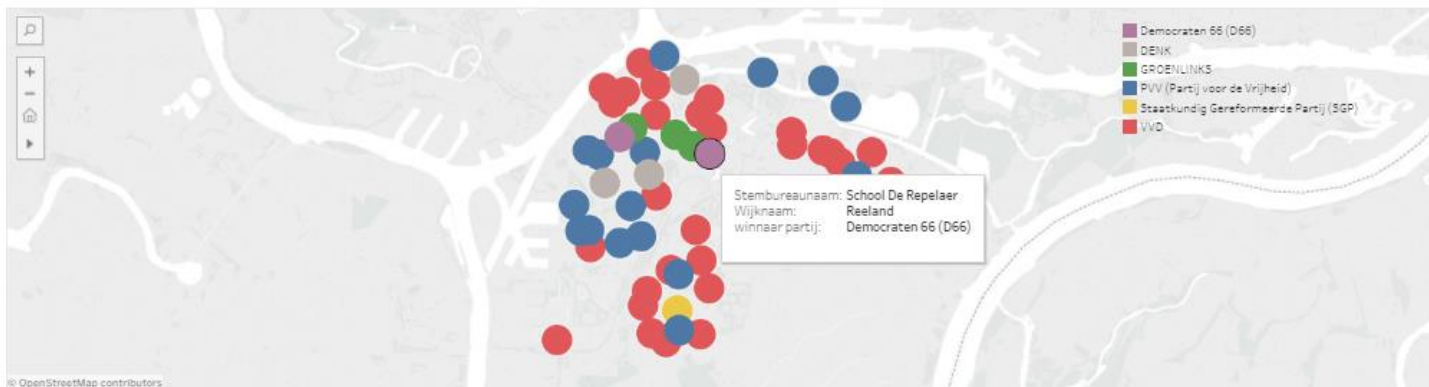 Democraten 66 (D66)
DENK
GROENLINKS
PVV (Partij voor de Vrijheid)
Staatkundig Gereformeerde Partij (SGP)
VVD
Stembureaunaam: School De Repelaer
Wijknaam: Reeland
winnaar partij: Democraten 66 (D66)
© OpenStreetMap contributors